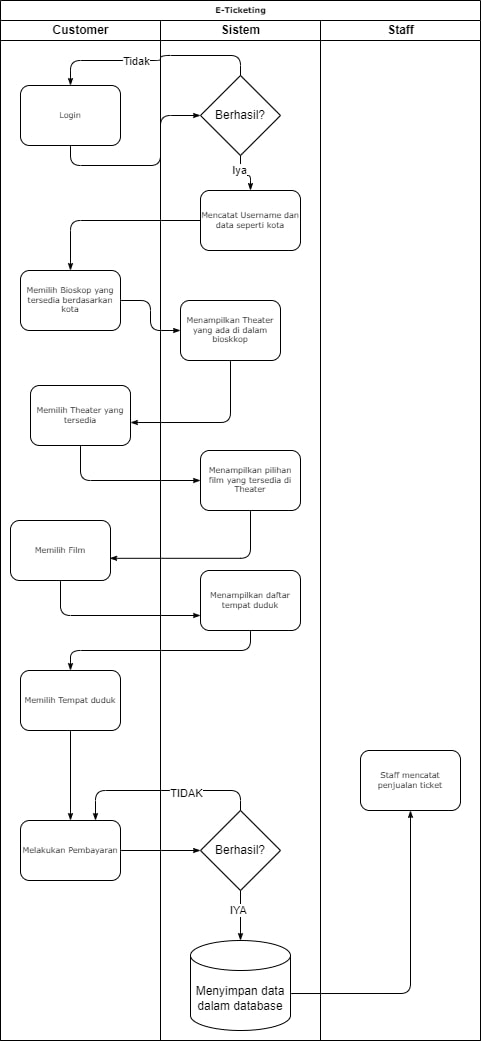 E-Ticketing
Customer
Sistem
Staff
Tidak
Login
Berhasil?
Iya
Mencatat Username dan
data seperti kota
Memilih Bioskop yang
tersedia berdasarkan
kota
Menampilkan Theater
yang ada di dalam
bioskkop
Memilih Theater yang
tersedia
Menampilkan pilihan
film yang tersedia di
Theater
Memilih Film
Menampilkan daftar
tempat duduk
Memilih Tempat duduk
Staff mencatat
penjualan ticket
TIDAK
Melakukan Pembayaran
Berhasil?
IYA
Menyimpan data
dalam database